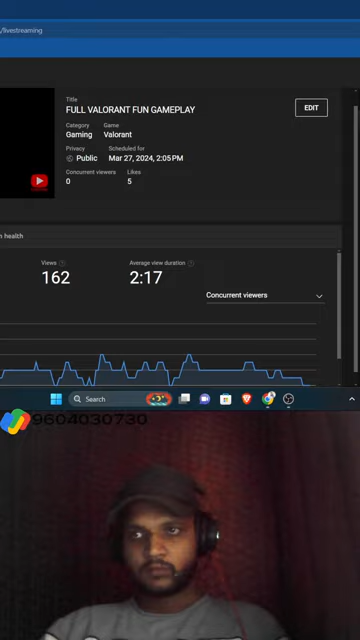 /livestreaming
Title
FULL VALORANT FUN GAMEPLAY
EDIT
Category Game
Gaming Valorant
Privacy Scheduled for
Public Mar 27, 2024, 2:05 PM
Concurrent viewers Likes
0 5
n health
Views Average view duration
162 2:17
Concurrent viewers
Search
9604030730